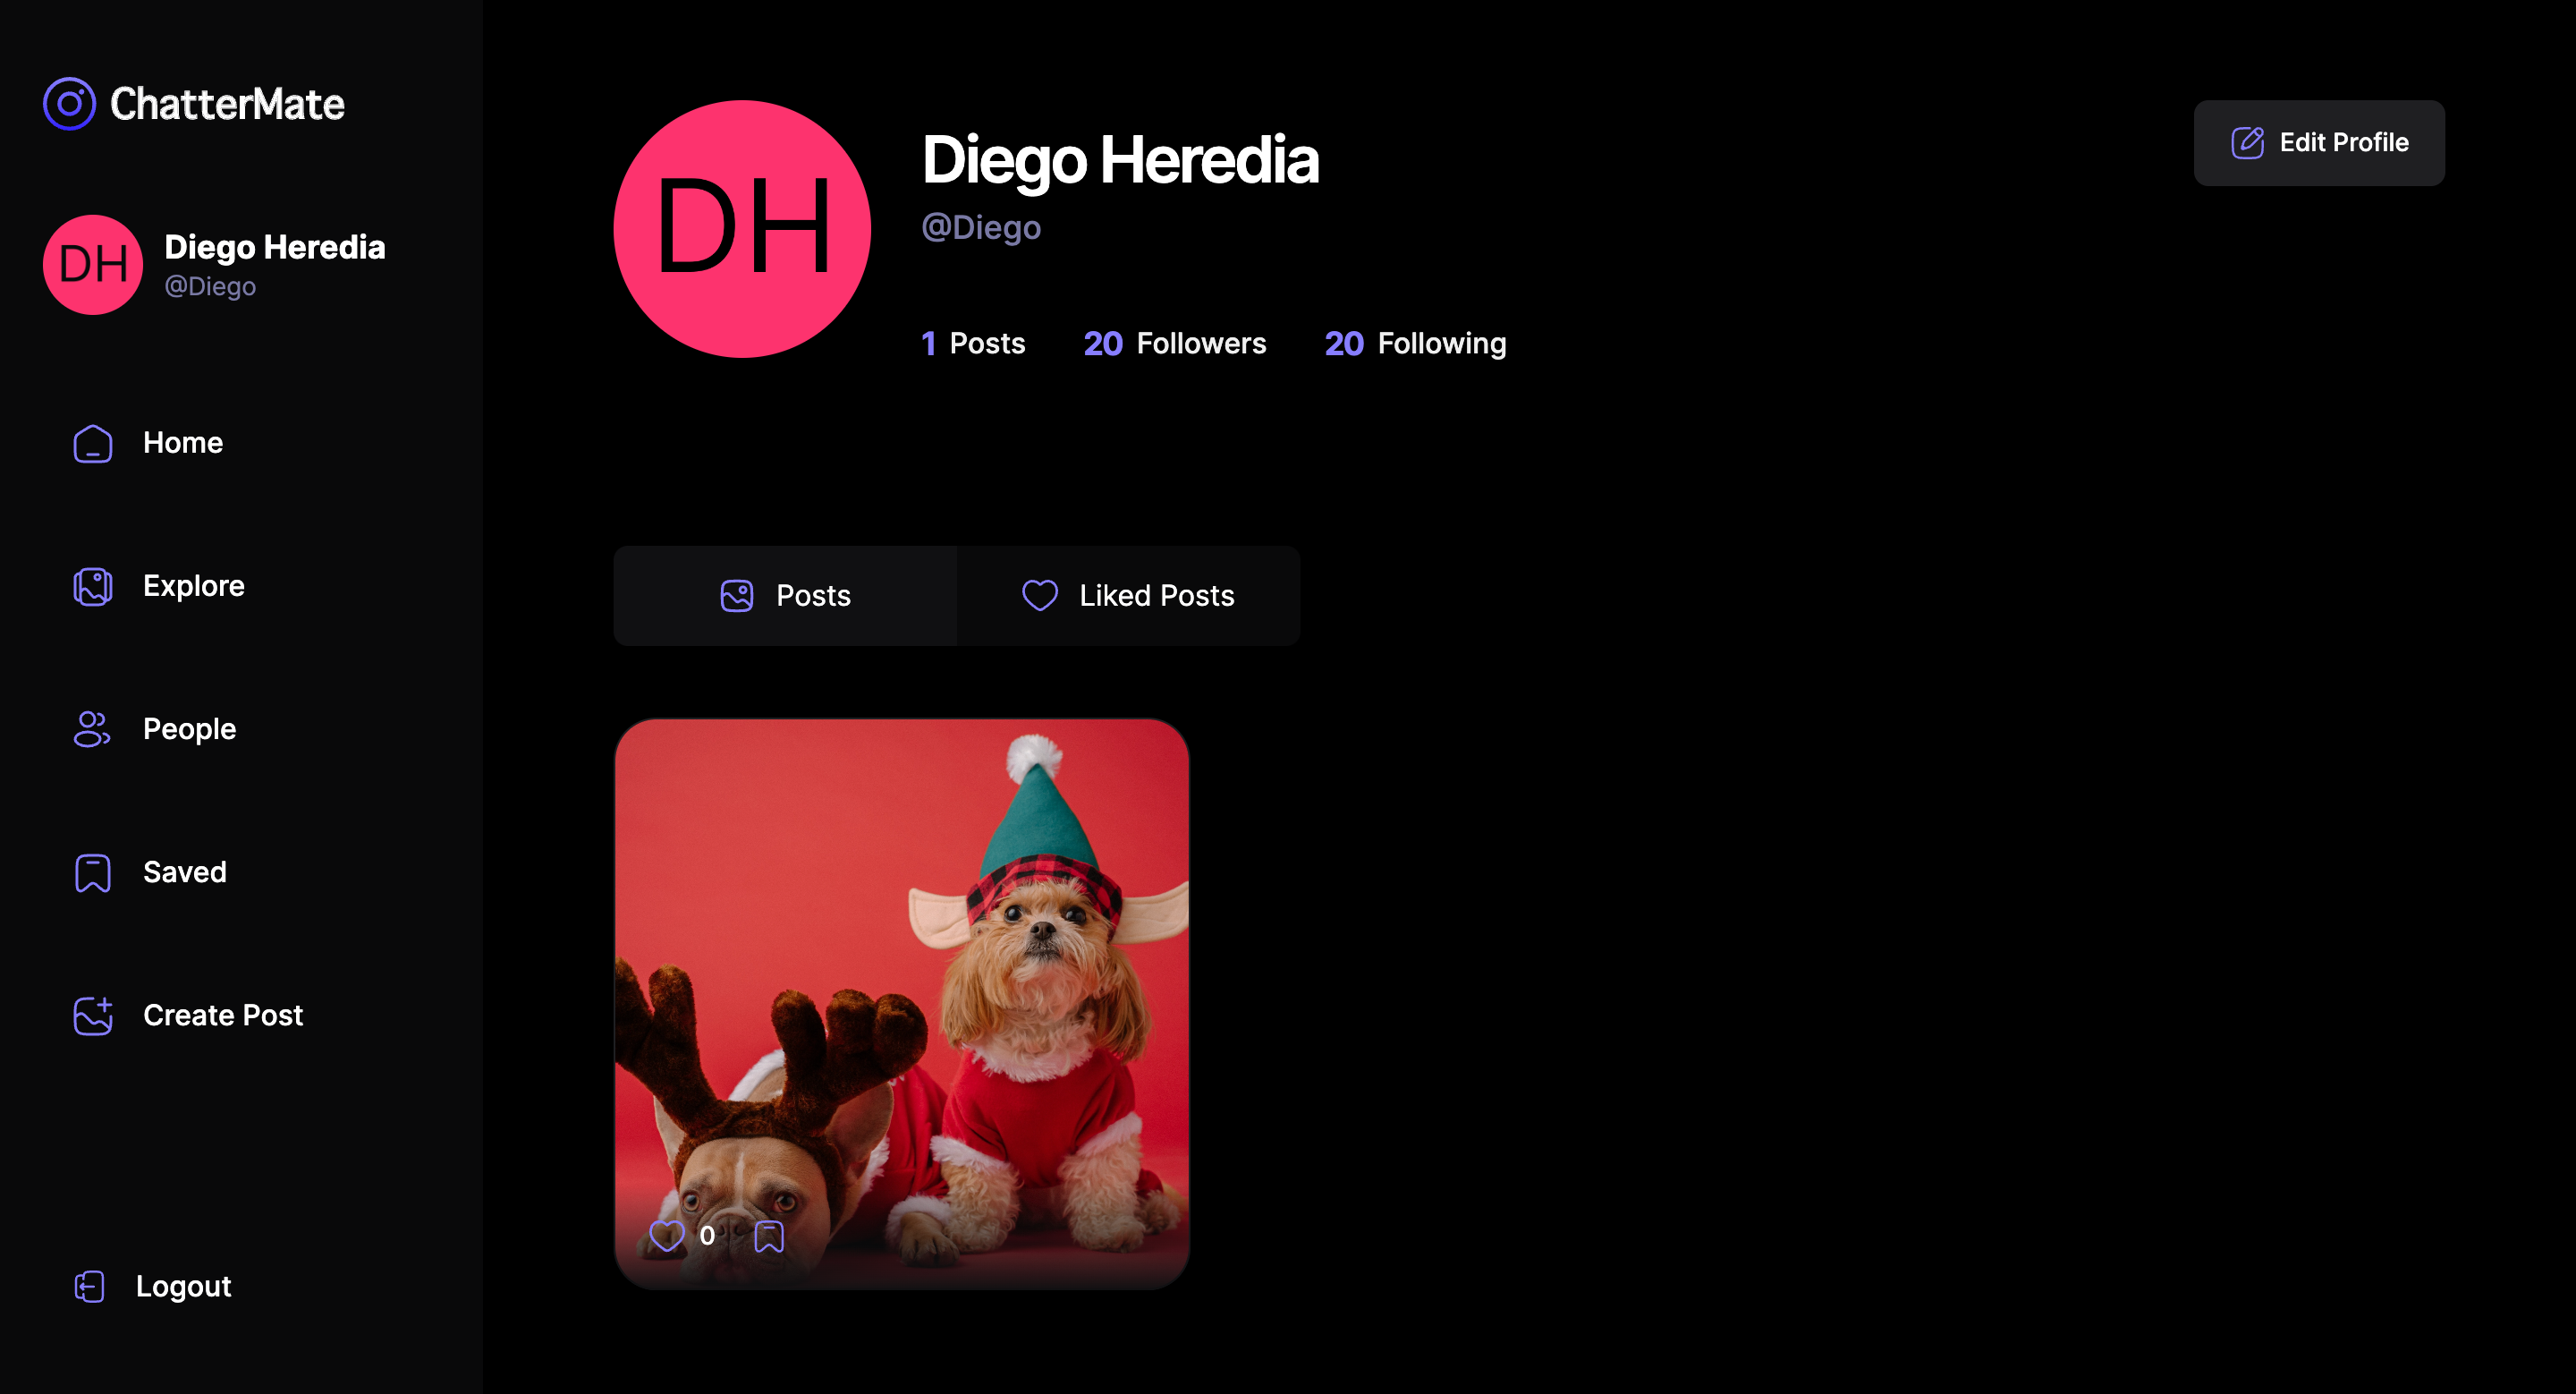 ChatterMate
DH
Diego Heredia
@Diego
Home
Explore
People
Saved
Create Post
Logout
DH
Diego Heredia
@Diego
1 Posts 20 Followers 20 Following
Edit Profile
Posts Liked Posts
0